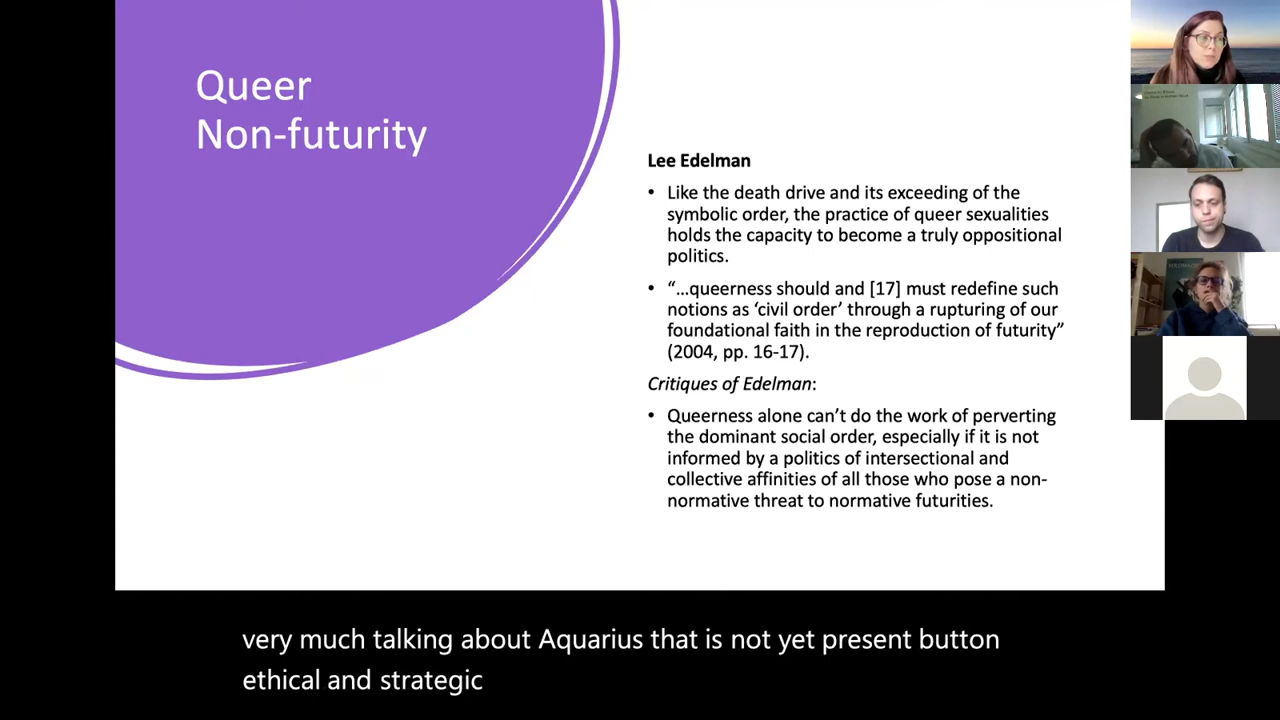 Queer
Non-futurity
Lee Edelman
• Like the death drive and its exceeding of the
symbolic order, the practice of queer sexualities
holds the capacity to become a truly oppositional
politics.
• “…queerness should and [17] must redefine such
notions as ‘civil order’ through a rupturing of our
foundational faith in the reproduction of futurity”
(2004, pp. 16-17).
Critiques of Edelman:
• Queerness alone can’t do the work of perverting
the dominant social order, especially if it is not
informed by a politics of intersectional and
collective affinities of all those who pose a non-
normative threat to normative futurities.
very much talking about Aquarius that is not yet present button
ethical and strategic